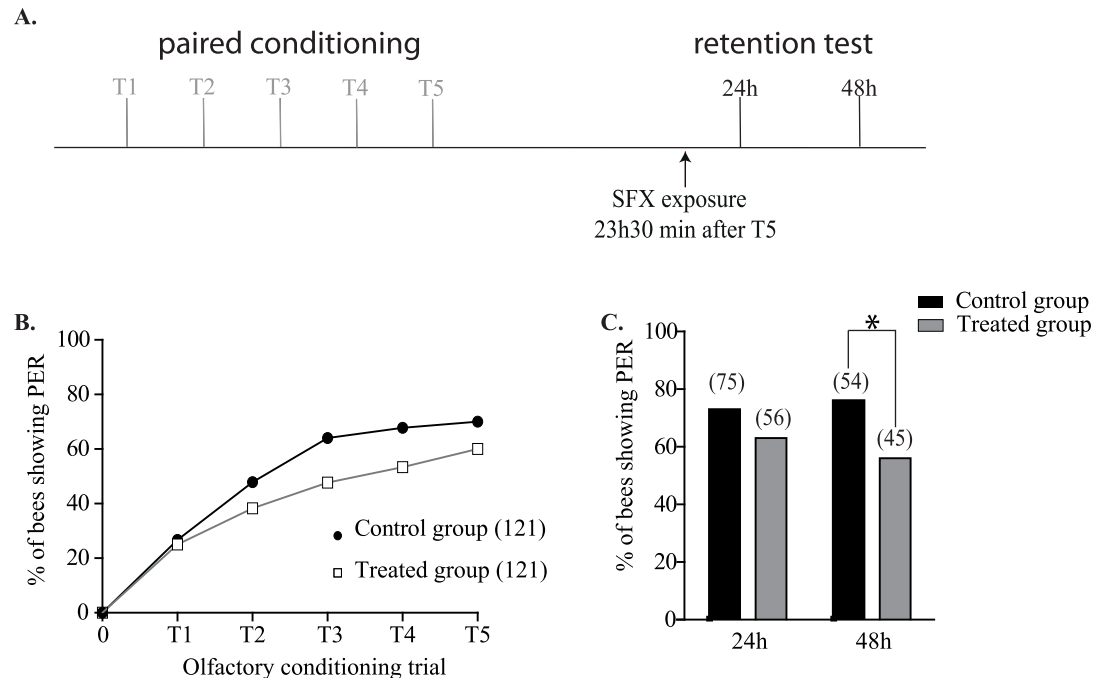 A.
paired conditioning
retention test
T1 T2 T3 T4 T5
24h 48h
SFX exposure
23h30 min after T5
B.
% of bees showing PER
100
80
60
40
20
0
0 T1 T2 T3 T4 T5
Olfactory conditioning trial
Control group (121)
Treated group (121)
C.
Control group
Treated group
% of bees showing PER
100
80
60
40
20
0
*
(75)
(56)
(54)
(45)
24h 48h